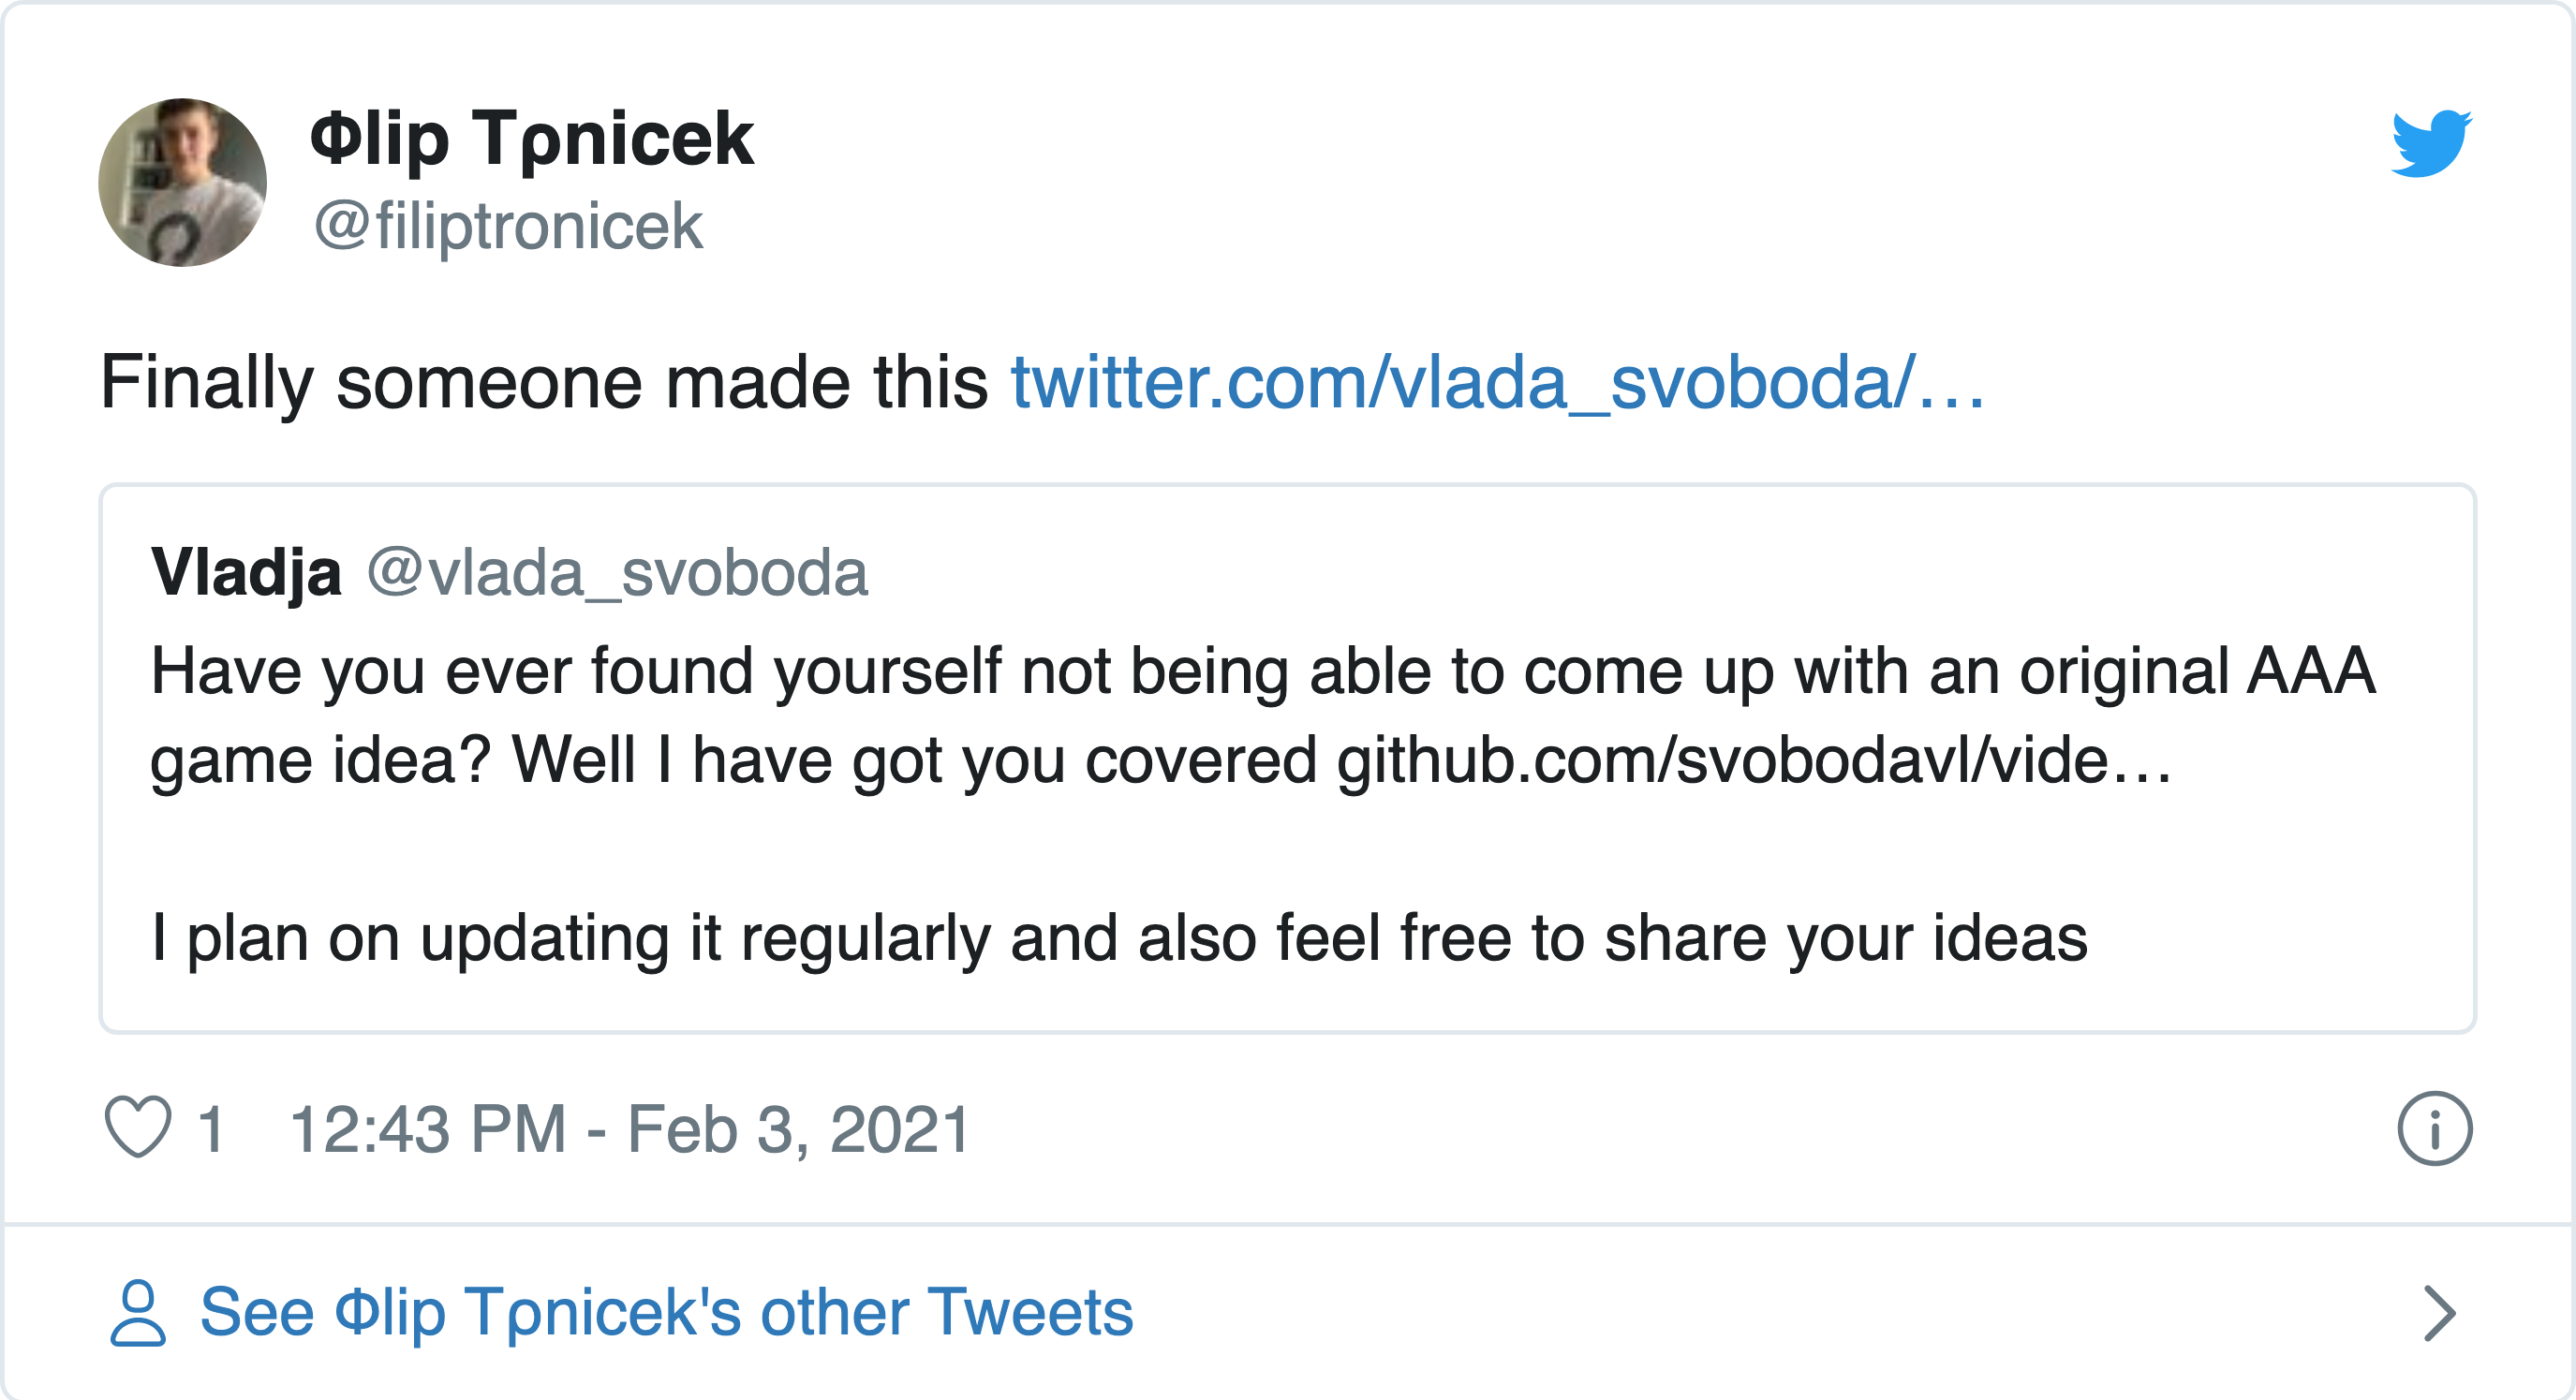 Φlip Tρnicek
@filiptronicek
Finally someone made this twitter.com/vlada_svoboda/…
Vladja @vlada_svoboda
Have you ever found yourself not being able to come up with an original AAA
game idea? Well I have got you covered github.com/svobodavl/vide…
I plan on updating it regularly and also feel free to share your ideas
1 12:43 PM - Feb 3, 2021
See Φlip Tρnicek's other Tweets